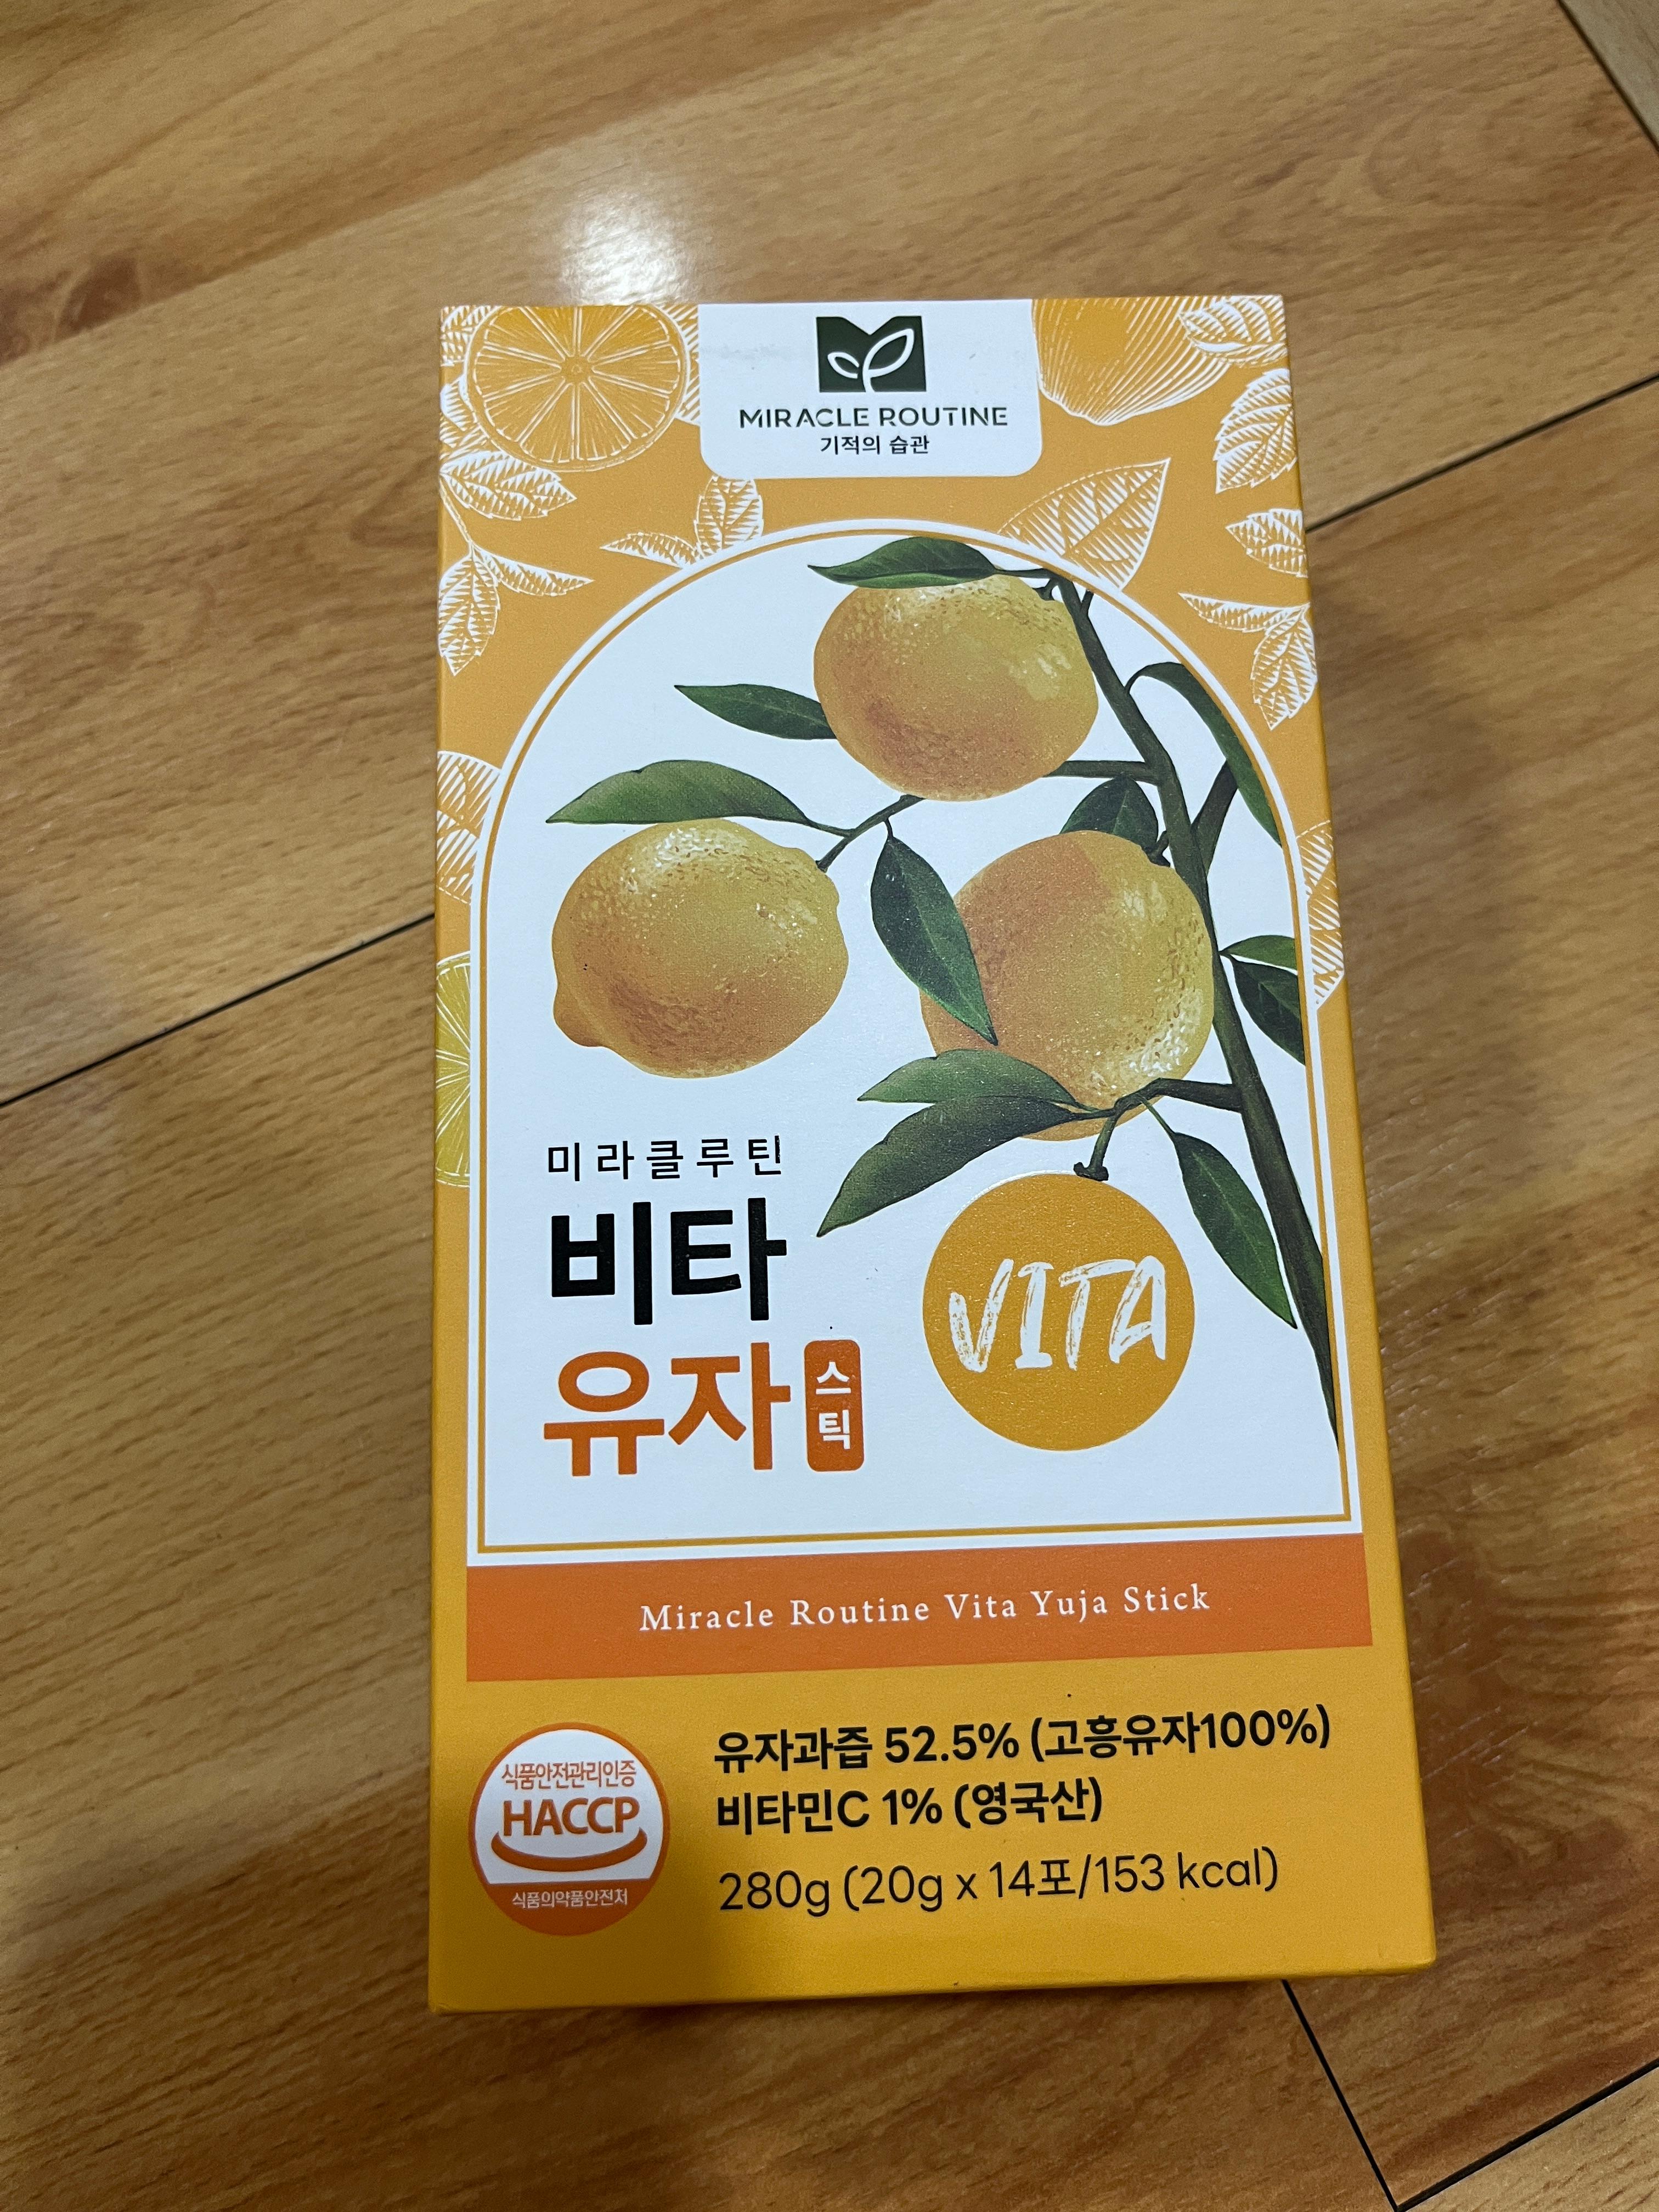 MIRACLE ROUTINE
기적의 습관
미라클루틴
비타
유자
스틱
VITA
Miracle Routine Vita Yuja Stick
식품안전관리인증
HACCP
식품의약품안전처
유자과즙 52.5% (고흥유자100%)
비타민C 1% (영국산)
280g (20g x 14포/153 kcal)